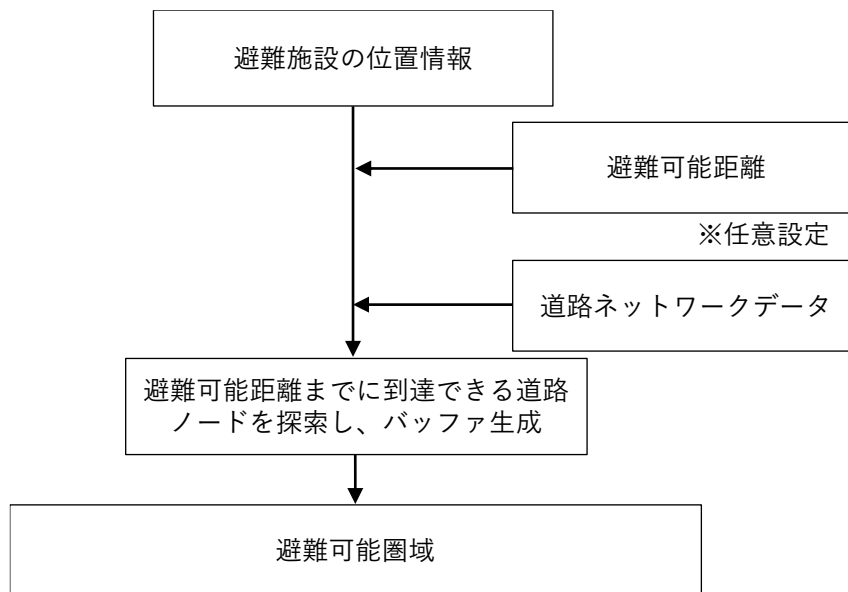 避難施設の位置情報
避難可能距離
※任意設定
道路ネットワークデータ
避難可能距離までに到達できる道路
ノードを探索し、バッファ生成
避難可能圏域